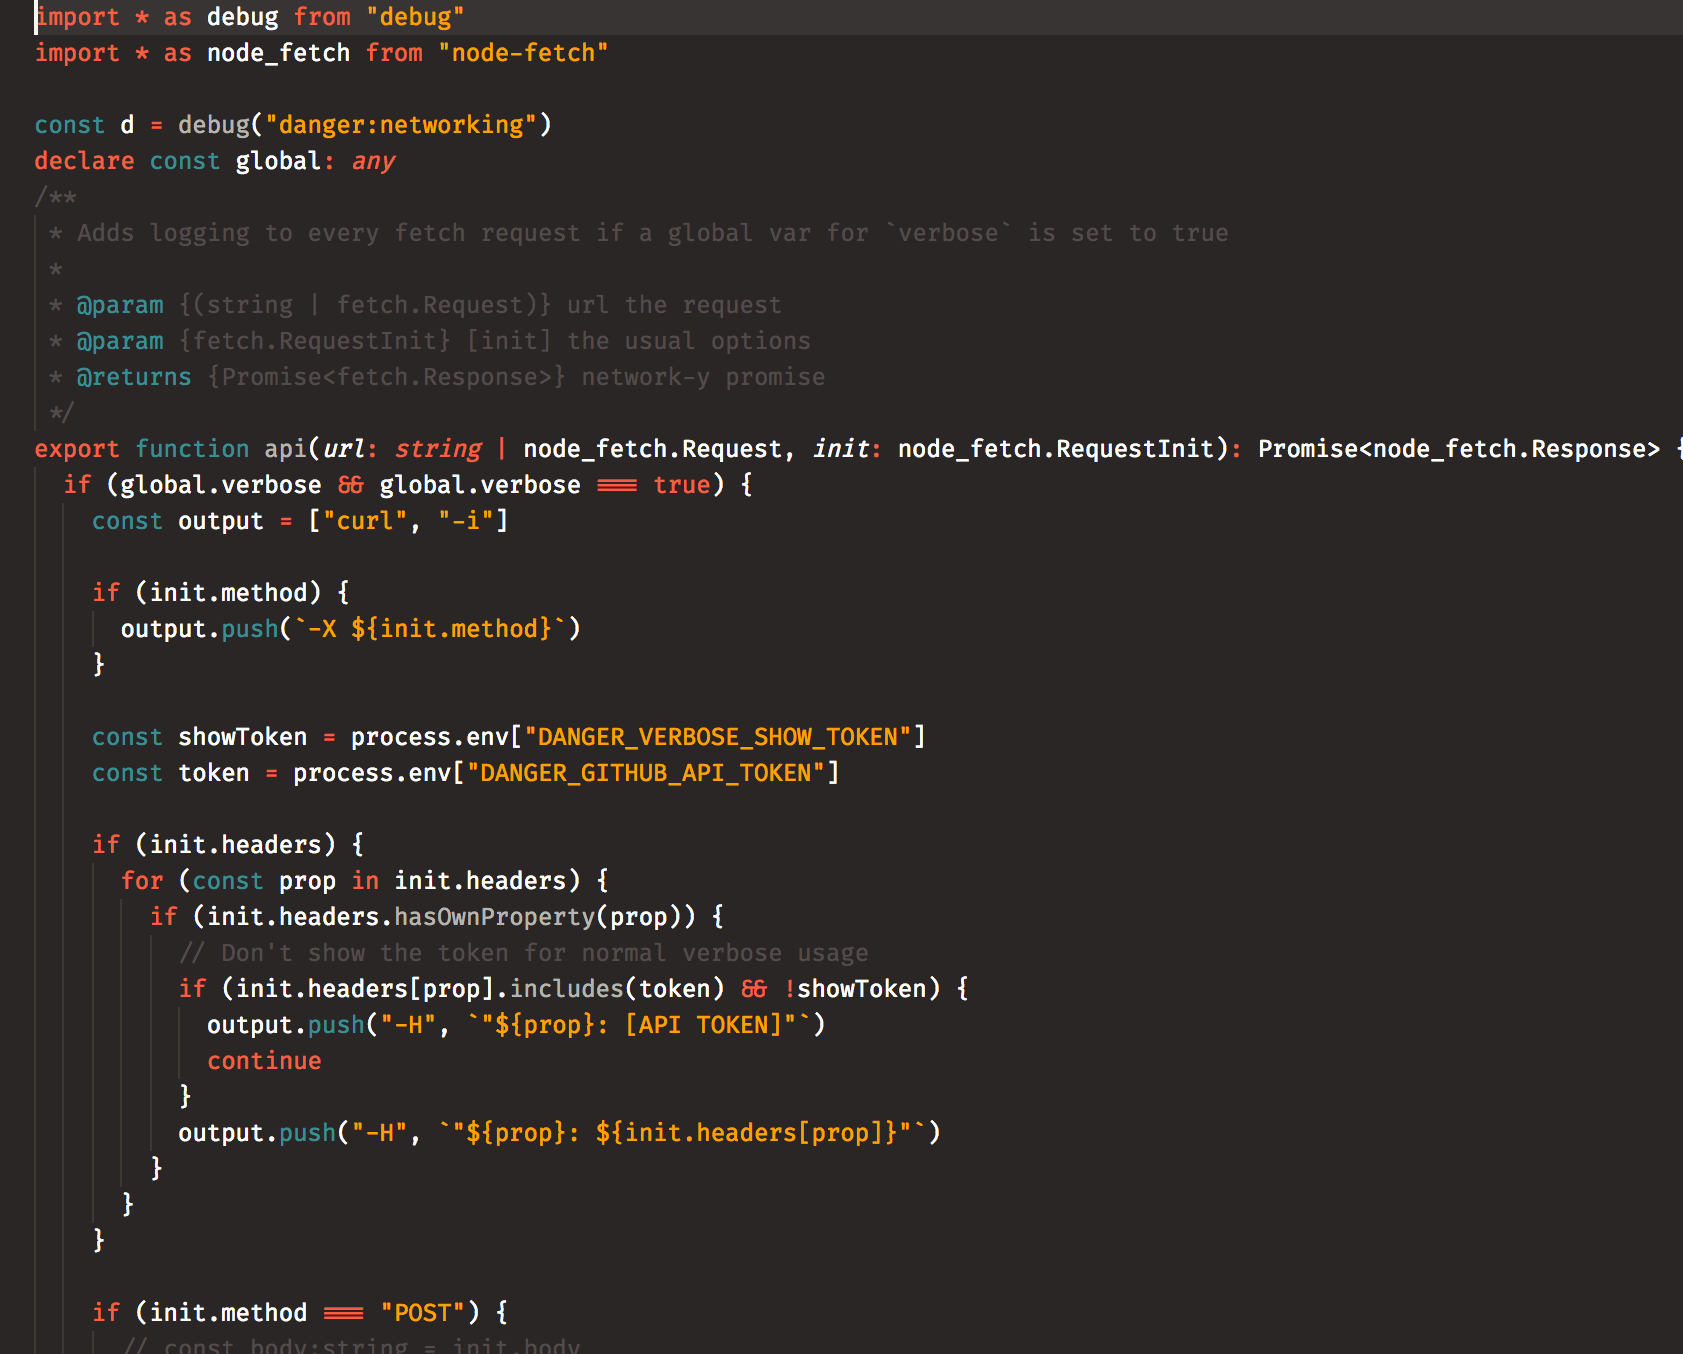 import * as debug from "debug"
import * as node_fetch from "node-fetch"

const d = debug("danger:networking")
declare const global: any
/**
 * Adds logging to every fetch request if a global var for `verbose` is set to true
 *
 * @param {(string | fetch.Request)} url the request
 * @param {fetch.RequestInit} [init] the usual options
 * @returns {Promise<fetch.Response>} network-y promise
 */
export function api(url: string | node_fetch.Request, init: node_fetch.RequestInit): Promise<node_fetch.Response> {
  if (global.verbose && global.verbose === true) {
    const output = ["curl", "-i"]

    if (init.method) {
      output.push(`-X ${init.method}`)
    }

    const showToken = process.env["DANGER_VERBOSE_SHOW_TOKEN"]
    const token = process.env["DANGER_GITHUB_API_TOKEN"]

    if (init.headers) {
      for (const prop in init.headers) {
        if (init.headers.hasOwnProperty(prop)) {
          // Don't show the token for normal verbose usage
          if (init.headers[prop].includes(token) && !showToken) {
            output.push("-H", `"${prop}: [API TOKEN]"`)
            continue
          }
          output.push("-H", `"${prop}: ${init.headers[prop]}"`)
        }
      }
    }

    if (init.method === "POST") {
      // const body:string = init.body